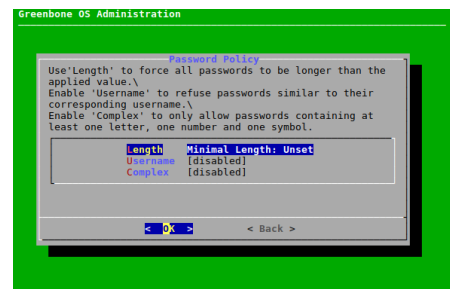 Greenbone OS Administration
Password Policy
Use'Length' to force all passwords to be longer than the
applied value.\
Enable 'Username' to refuse passwords similar to their
corresponding username.\
Enable 'Complex' to only allow passwords containing at
least one letter, one number and one symbol.
Length Minimal Length: Unset
Username [disabled]
Complex [disabled]
< OK > < Back >